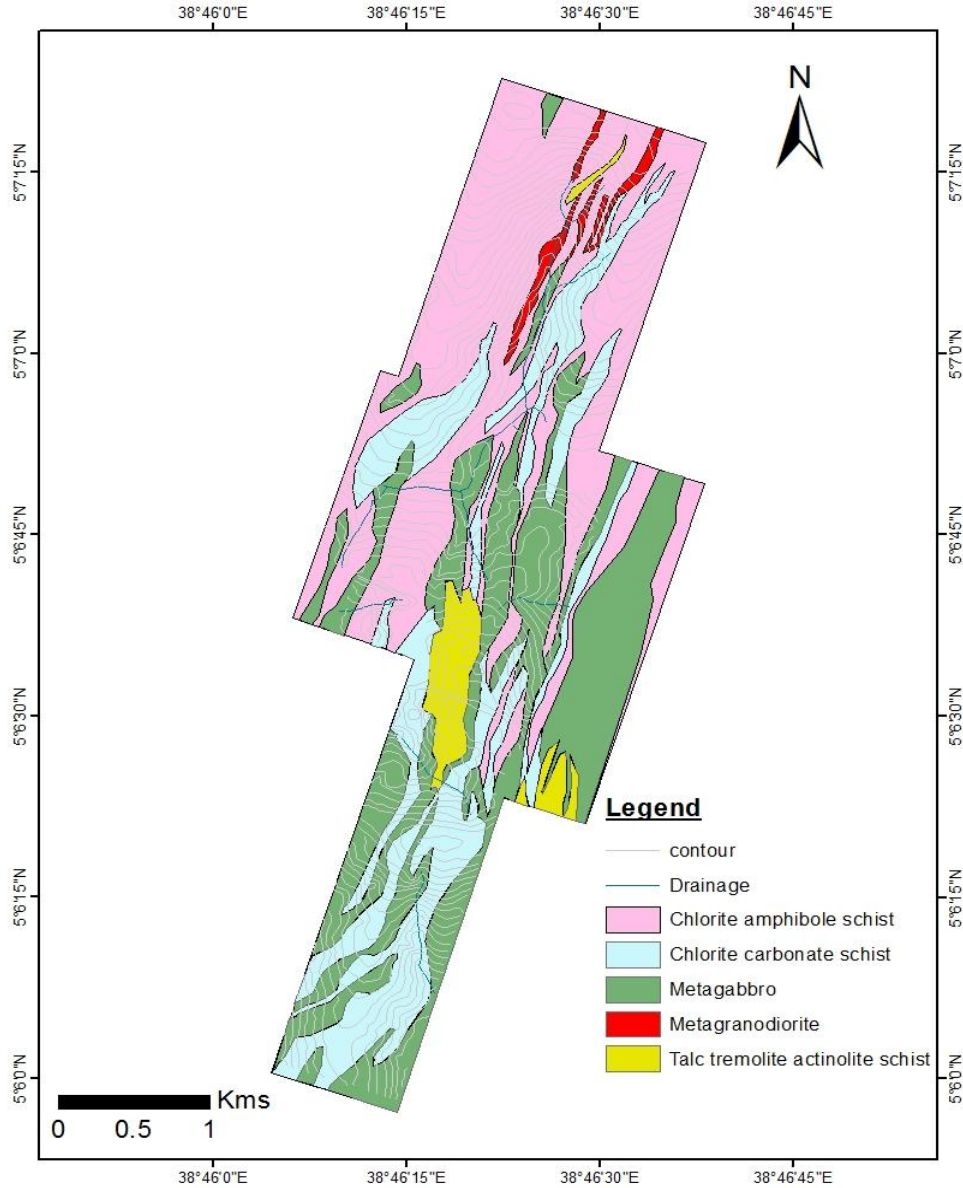 38°46'0"E 38°46'15"E 38°46'30"E 38°46'45"E
N
5°7'15"N 5°7'15"N
5°7'0"N 5°7'0"N
5°6'45"N 5°6'45"N
5°6'30"N 5°6'30"N
5°6'15"N 5°6'15"N
5°6'0"N 5°6'0"N
Legend
contour
Drainage
Chlorite amphibole schist
Chlorite carbonate schist
Metagabbro
Metagranodiorite
Talc tremolite actinolite schist
Kms
0 0.5 1
38°46'0"E 38°46'15"E 38°46'30"E 38°46'45"E